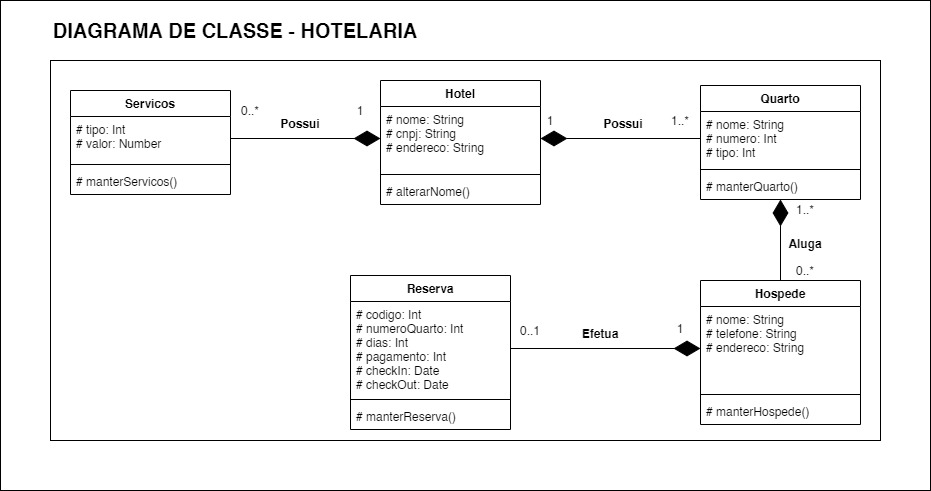 DIAGRAMA DE CLASSE - HOTELARIA
Servicos
# tipo: Int
# valor: Number
# manterServicos()
0..*
Possui
1
Hotel
# nome: String
# cnpj: String
# endereco: String
# alterarNome()
1
Possui
1..*
Quarto
# nome: String
# numero: Int
# tipo: Int
# manterQuarto()
1..*
Aluga
0..*
Reserva
# codigo: Int
# numeroQuarto: Int
# dias: Int
# pagamento: Int
# checkIn: Date
# checkOut: Date
# manterReserva()
0..1
Efetua
1
Hospede
# nome: String
# telefone: String
# endereco: String
# manterHospede()